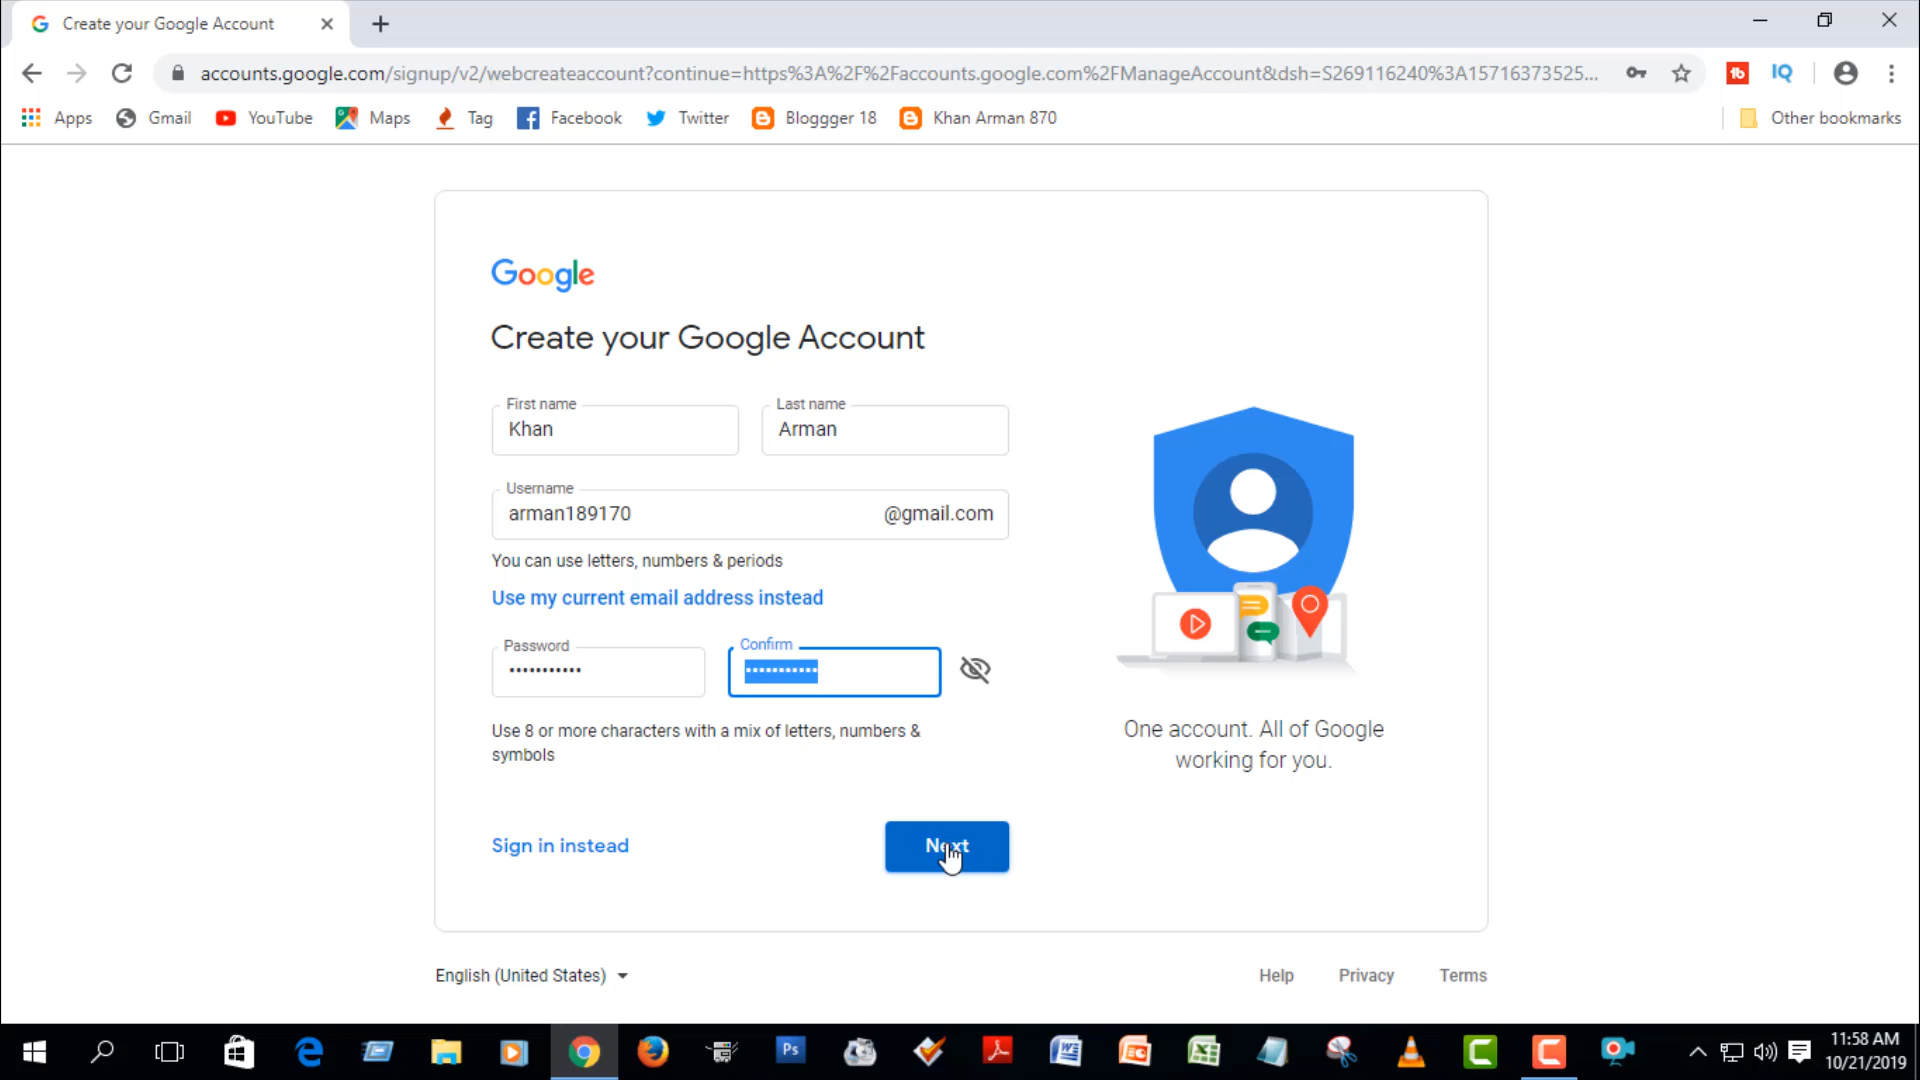 Create your Google Account
accounts.google.com/signup/v2/webcreateaccount?continue=https%3A%2F%2Faccounts.google.com%2FManageAccount&dsh=S269116240%3A15716373525...
IQ
Apps Gmail YouTube Maps Tag Facebook Twitter Bloggger 18 Khan Arman 870 Other bookmarks
Google
Create your Google Account
First name
Khan
Last name
Arman
Username
arman189170 @gmail.com
You can use letters, numbers & periods
Use my current email address instead
Password
Confirm
Use 8 or more characters with a mix of letters, numbers &
symbols
Sign in instead
Next
One account. All of Google
working for you.
English (United States)
Help Privacy Terms
Ps
11:58 AM
10/21/2019